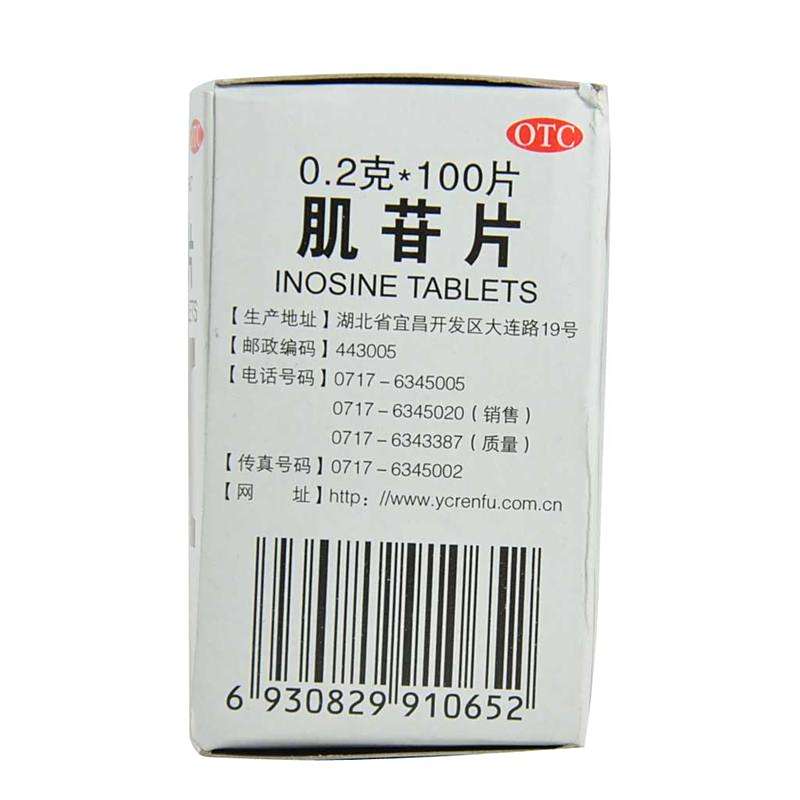 OTC
0.2克*100片
肌苷片
INOSINE TABLETS
【生产地址】湖北省宜昌开发区大连路19号
【邮政编码】443005
【电话号码】0717-6345005
0717-6345020(销售)
0717-6343387(质量)
【传真号码】0717-6345002
【网 址】http: //www.ycrenfu.com.cn
6 930829 910652